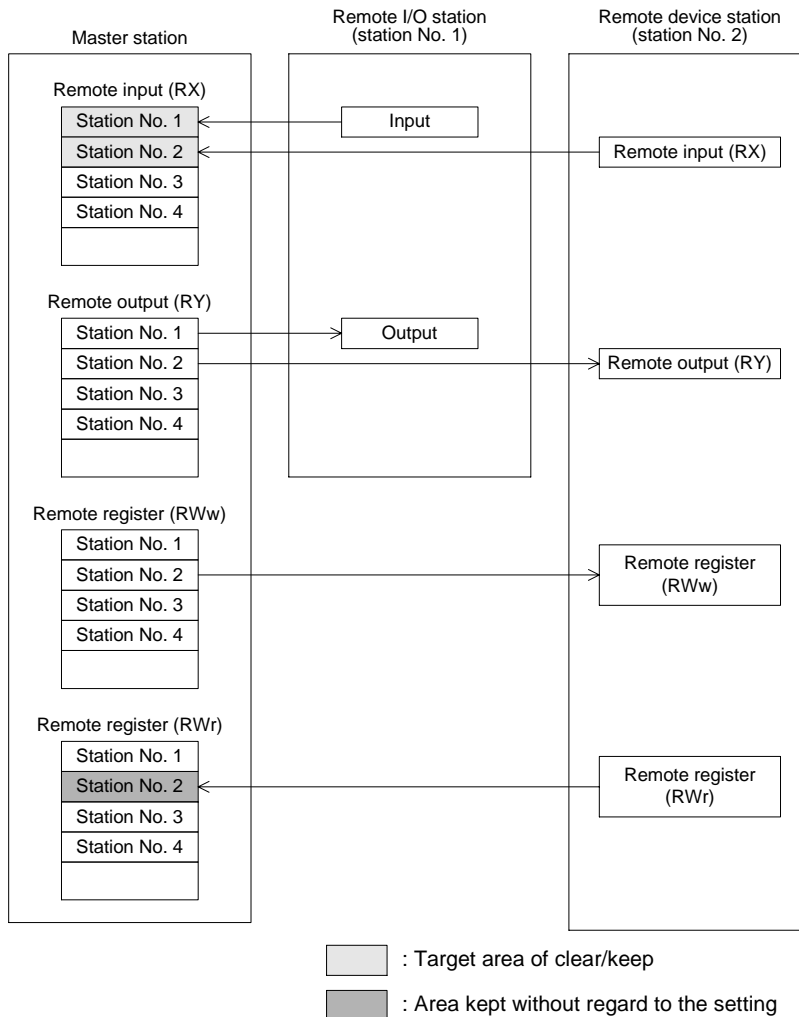 Master station
Remote I/O station
(station No. 1)
Remote device station
(station No. 2)
Remote input (RX)
Station No. 1
Station No. 2
Station No. 3
Station No. 4
Input
Remote input (RX)
Remote output (RY)
Station No. 1
Station No. 2
Station No. 3
Station No. 4
Output
Remote output (RY)
Remote register (RWw)
Station No. 1
Station No. 2
Station No. 3
Station No. 4
Remote register
(RWw)
Remote register (RWr)
Station No. 1
Station No. 2
Station No. 3
Station No. 4
Remote register
(RWr)
: Target area of clear/keep
: Area kept without regard to the setting